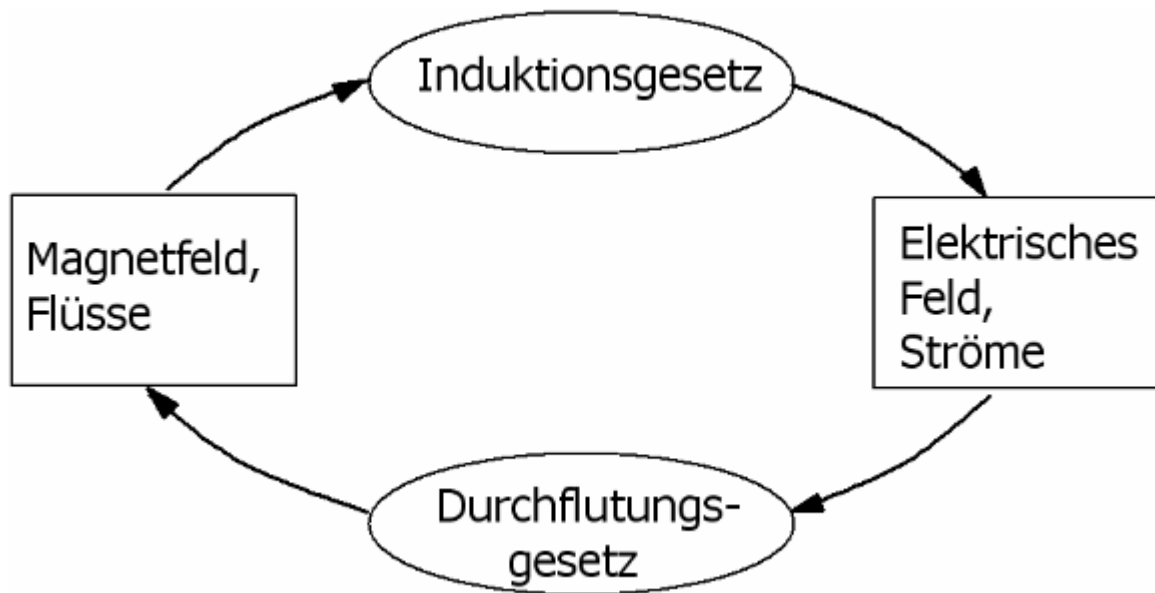 Induktionsgesetz
Magnetfeld,
Flüsse
Elektrisches
Feld,
Ströme
Durchflutungs-
gesetz